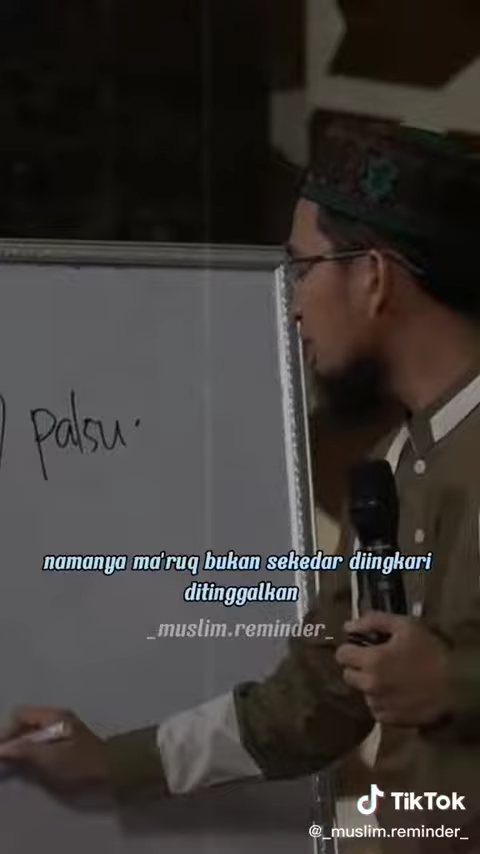 ) palsu.
namanya ma'ruq bukan sekedar diingkari
ditinggalkan
_muslim.reminder_
TikTok
@_muslim.reminder_